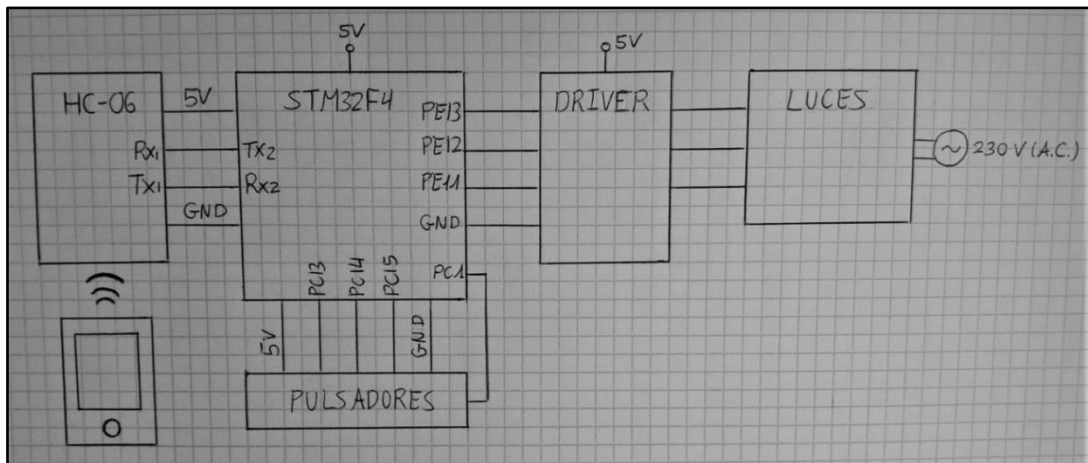 5V
5V
HC-06
5V
STM32F4
DRIVER
LUCES
PE13
Rx1
Tx2
PE12
230 V (A.C.)
Tx1
Rx2
PE11
GND
GND
PC13
PC14
PC15
PC1
5V
GND
PULSADORES